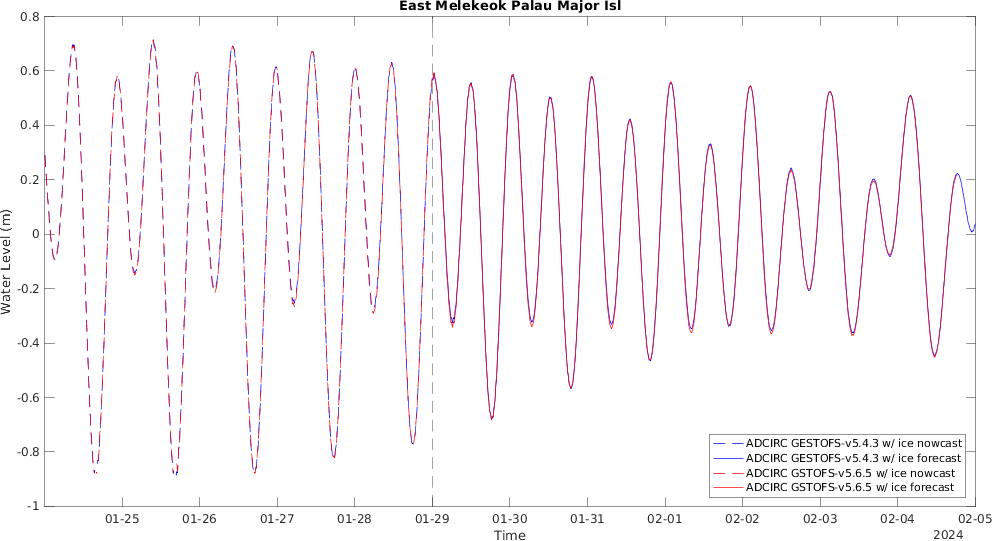 East Melekeok Palau Major Isl
0.8
0.6
0.4
0.2
0
-0.2
-0.4
-0.6
-0.8
-1
Water Level (m)
ADCIRC GESTOFS-v5.4.3 w/ ice nowcast
ADCIRC GESTOFS-v5.4.3 w/ ice forecast
ADCIRC GSTOFS-v5.6.5 w/ ice nowcast
ADCIRC GSTOFS-v5.6.5 w/ ice forecast
01-25 01-26 01-27 01-28 01-29 01-30 01-31 02-01 02-02 02-03 02-04 02-05
Time
2024